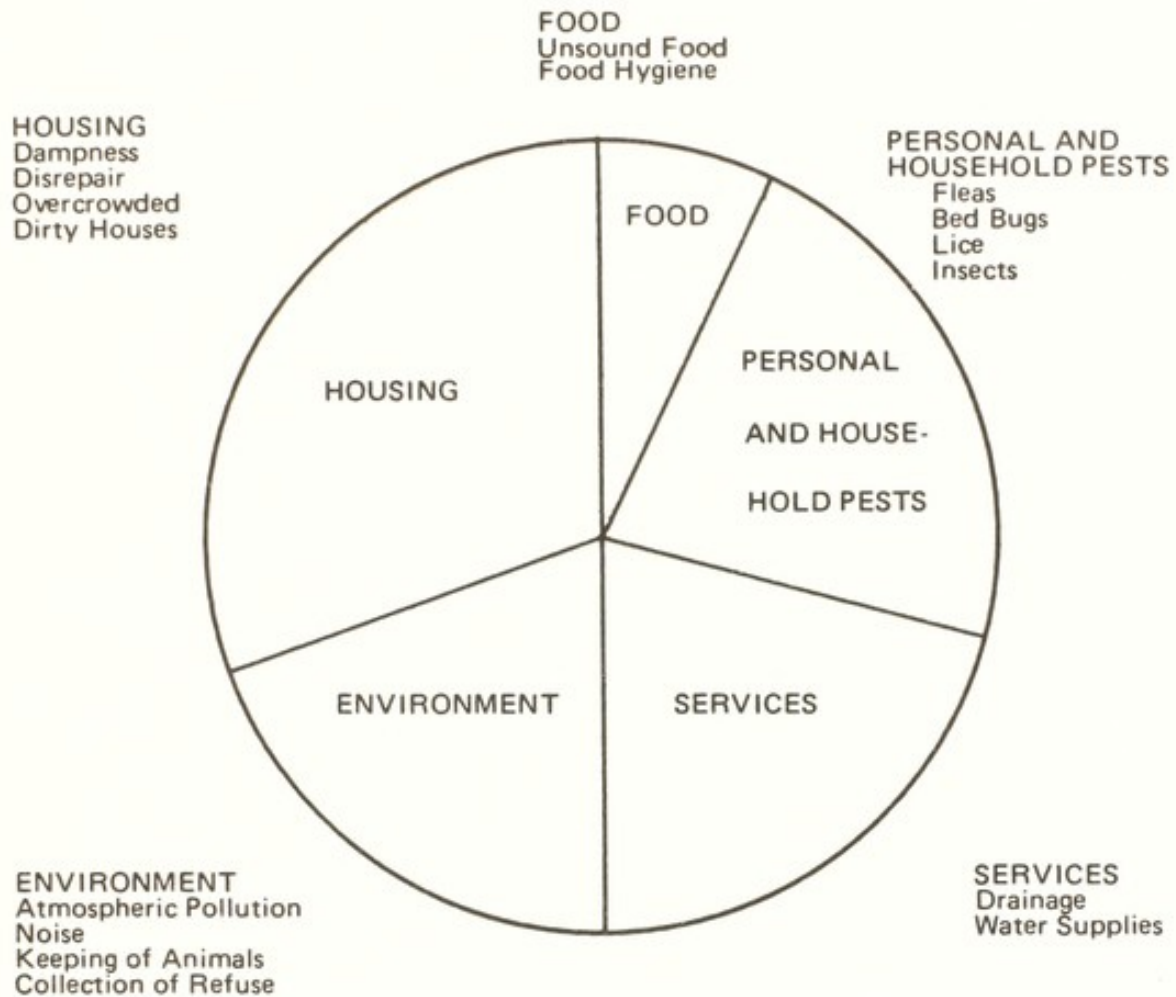 FOOD
Unsound Food
Food Hygiene
HOUSING
Dampness
Disrepair
Overcrowded
Dirty Houses
PERSONAL AND
HOUSEHOLD PESTS
Fleas
Bed Bugs
Lice
Insects
FOOD
PERSONAL
AND HOUSE-
HOLD PESTS
HOUSING
ENVIRONMENT
SERVICES
ENVIRONMENT
Atmospheric Pollution
Noise
Keeping of Animals
Collection of Refuse
SERVICES
Drainage
Water Supplies